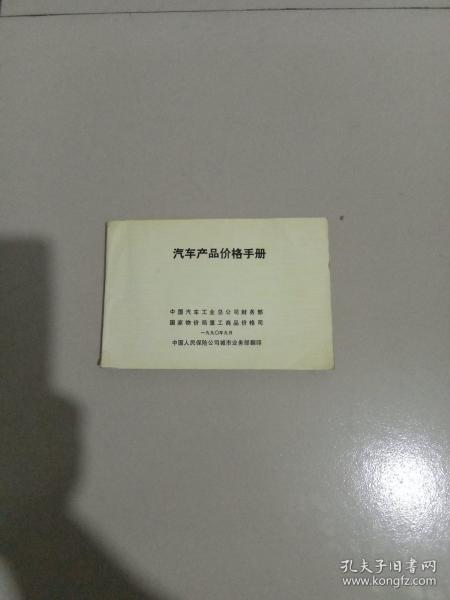 汽车产品价格手册
中国汽车工业总公司财务部
国家物价局重工商品价格司
一九九〇年九月
中国人民保险公司城市业务部翻印
孔夫子旧书网
www.kongfz.com